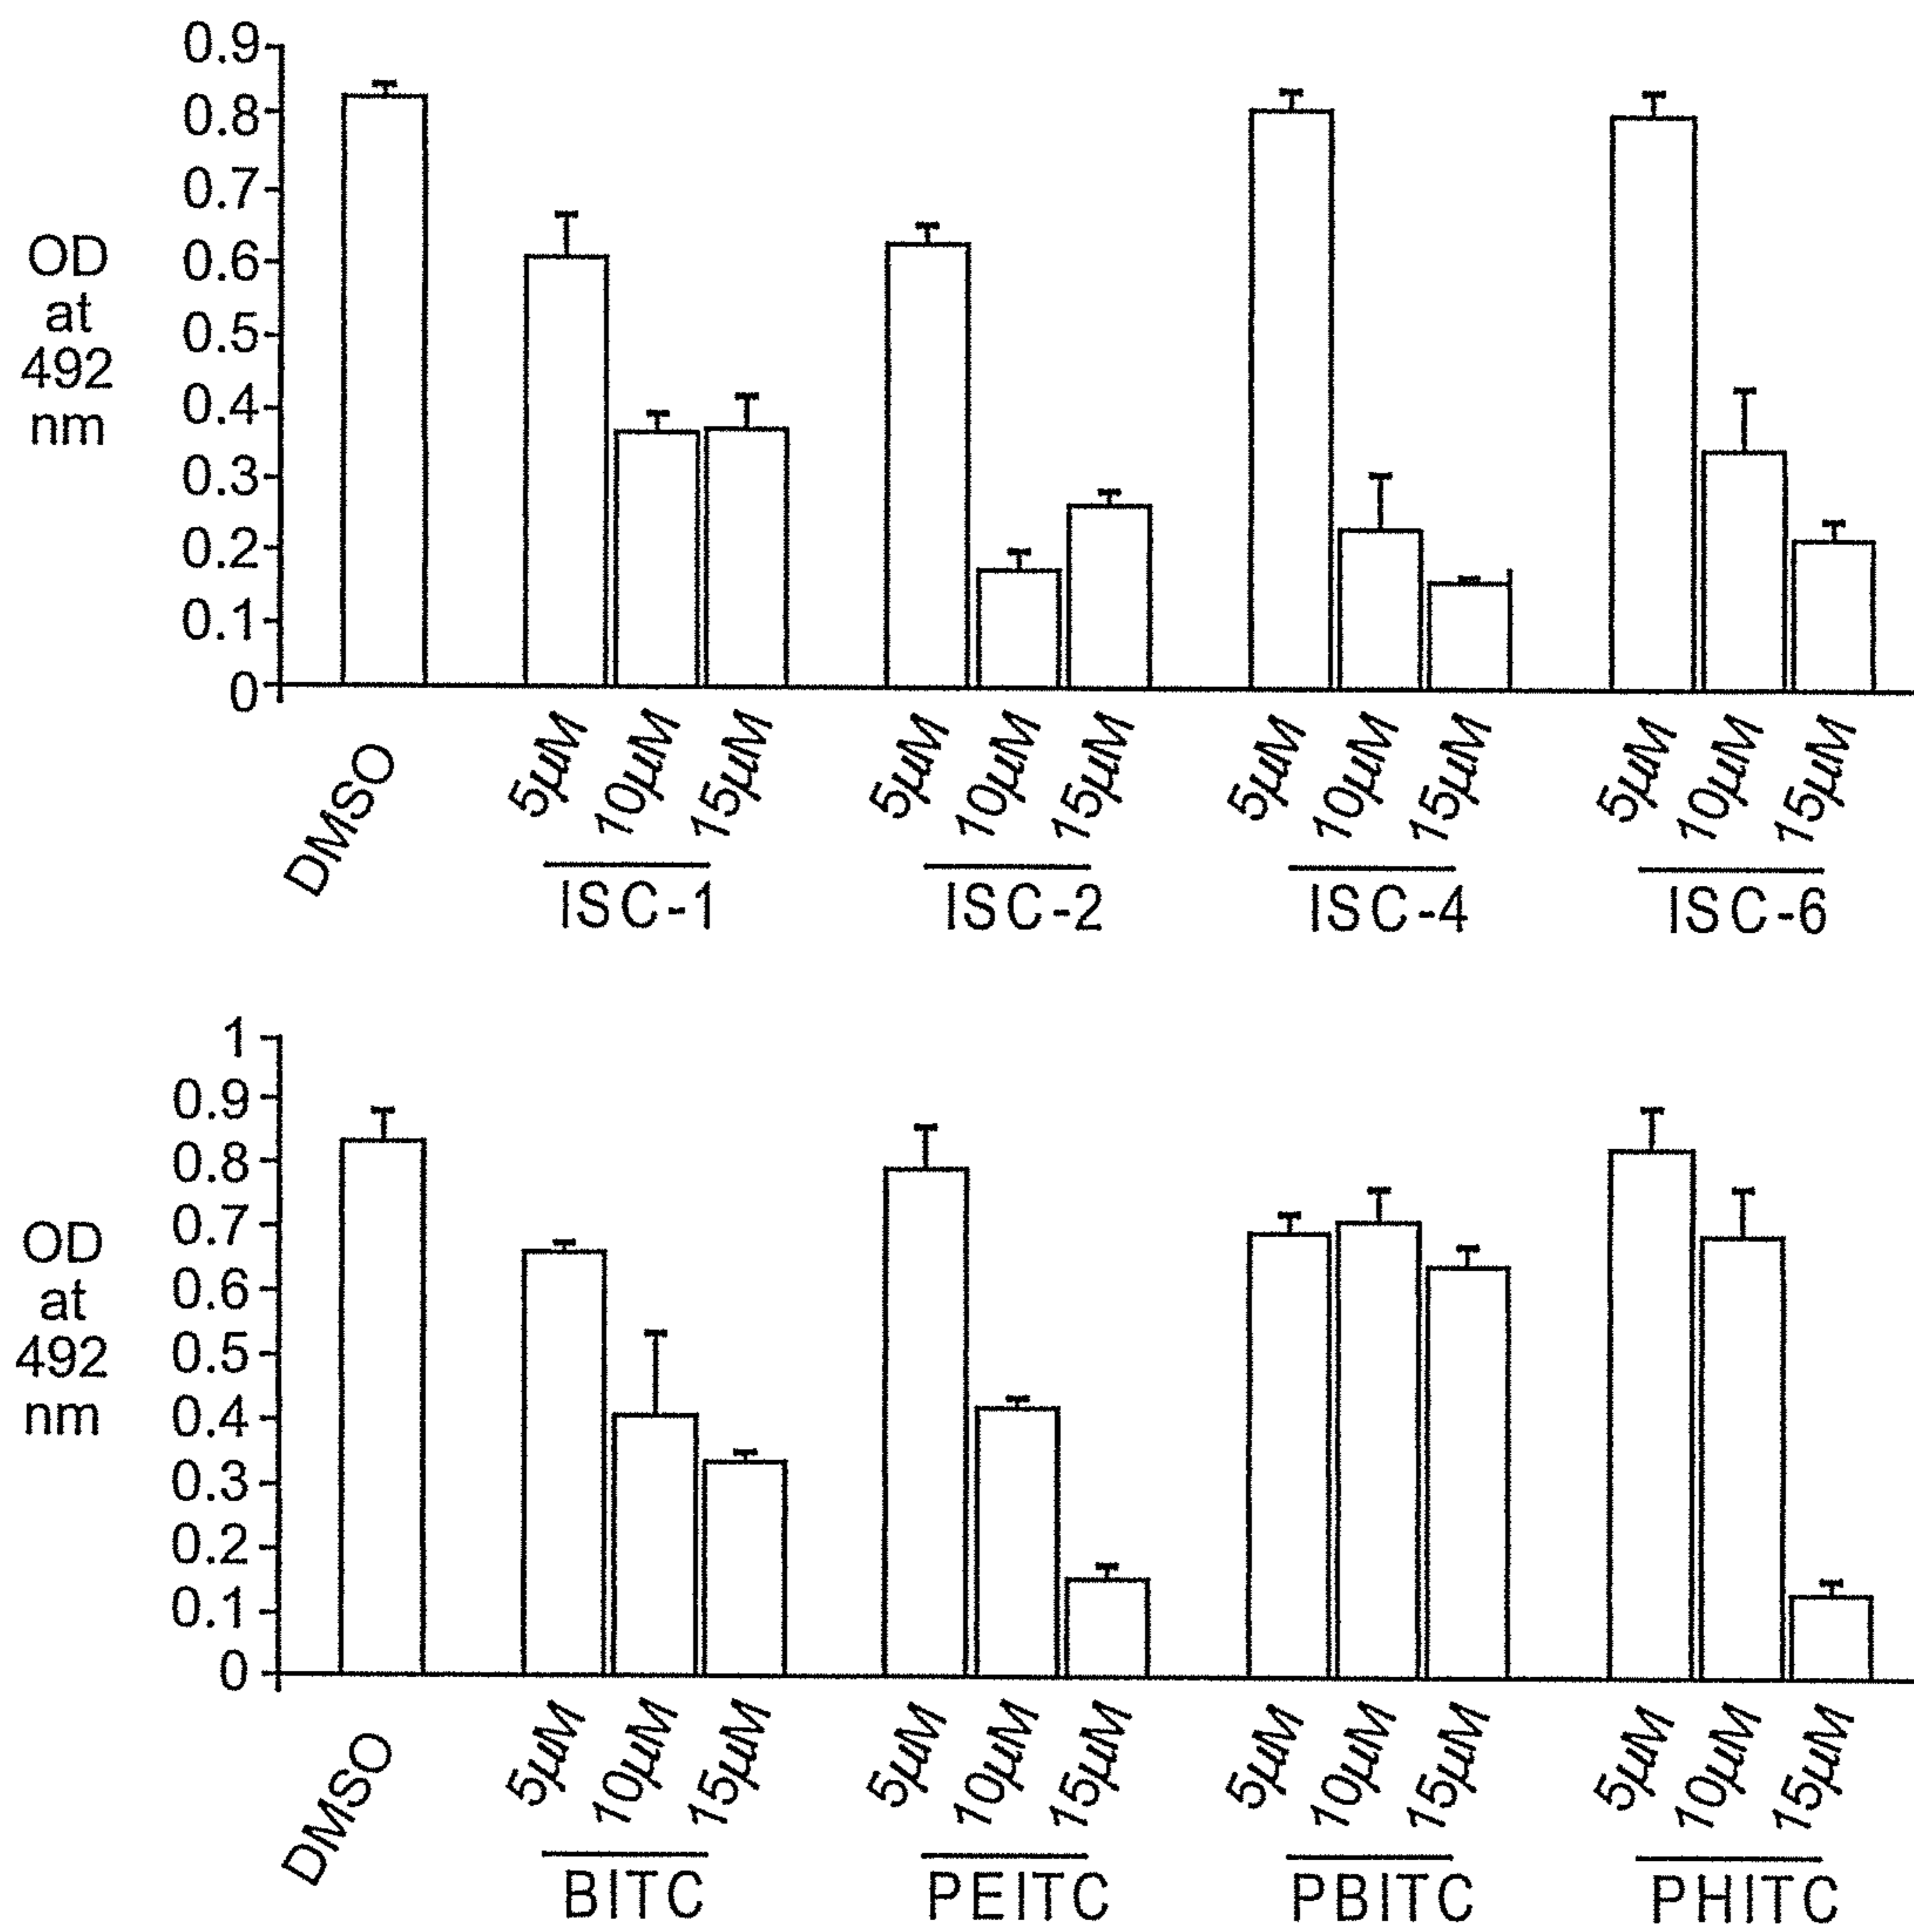 0.9
0.8
0.7
0.6
0.5
0.4
0.3
0.2
0.1
0
OD
at
492
nm
DMSO
5µM
10µM
15µM
5µM
10µM
15µM
5µM
10µM
15µM
5µM
10µM
15µM
ISC-1
ISC-2
ISC-4
ISC-6
1
0.9
0.8
0.7
0.6
0.5
0.4
0.3
0.2
0.1
0
OD
at
492
nm
DMSO
5µM
10µM
15µM
5µM
10µM
15µM
5µM
10µM
15µM
5µM
10µM
15µM
BITC
PEITC
PBITC
PHITC